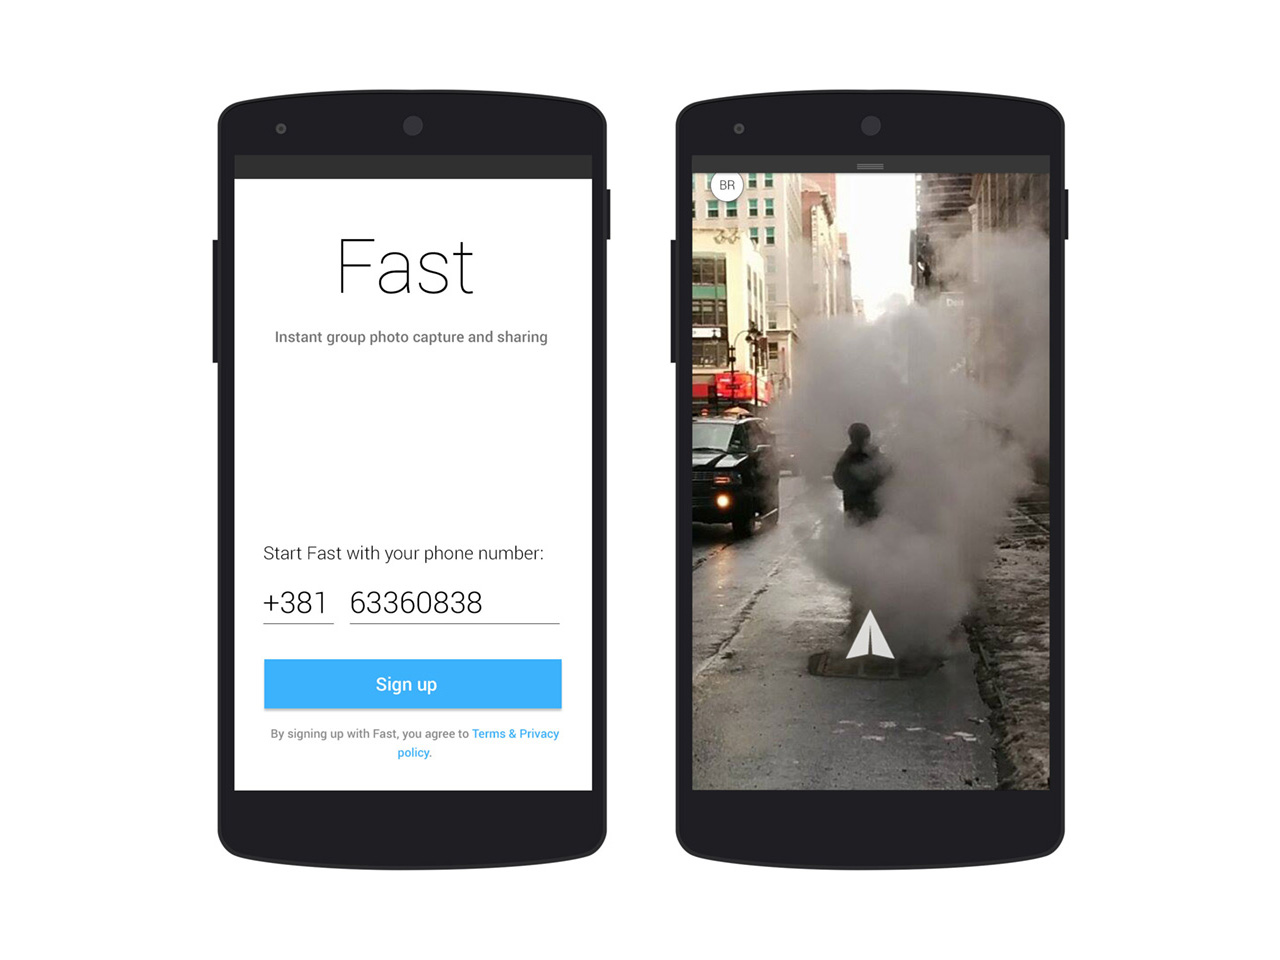 Fast
Instant group photo capture and sharing
Start Fast with your phone number:
+381 63360838
Sign up
By signing up with Fast, you agree to Terms & Privacy
policy.
BR